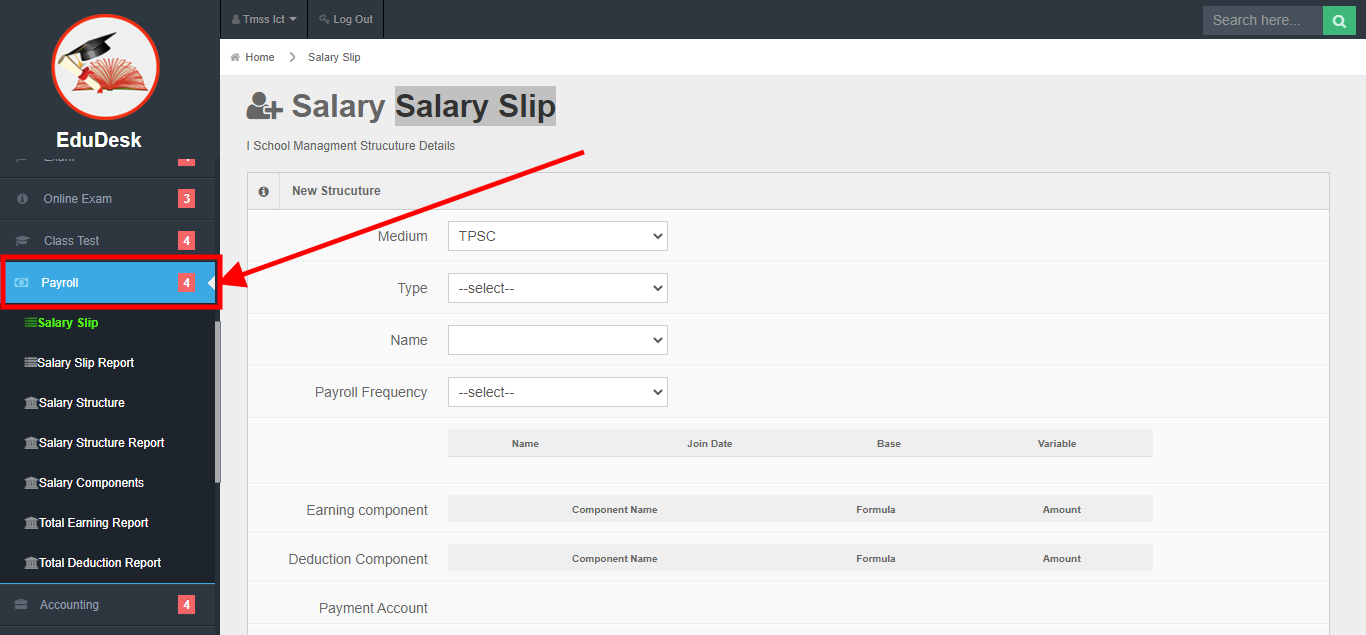 Tmss Ict
Log Out
Search here...
EduDesk
Home
Salary Slip
Salary Salary Slip
I School Managment Strucuture Details
Exam 4
Online Exam 3
Class Test 4
Payroll 4
Salary Slip
Salary Slip Report
Salary Structure
Salary Structure Report
Salary Components
Total Earning Report
Total Deduction Report
Accounting 4
New Strucuture
Medium TPSC
Type --select--
Name
Payroll Frequency --select--
Name Join Date Base Variable
Earning component Component Name Formula Amount
Deduction Component Component Name Formula Amount
Payment Account